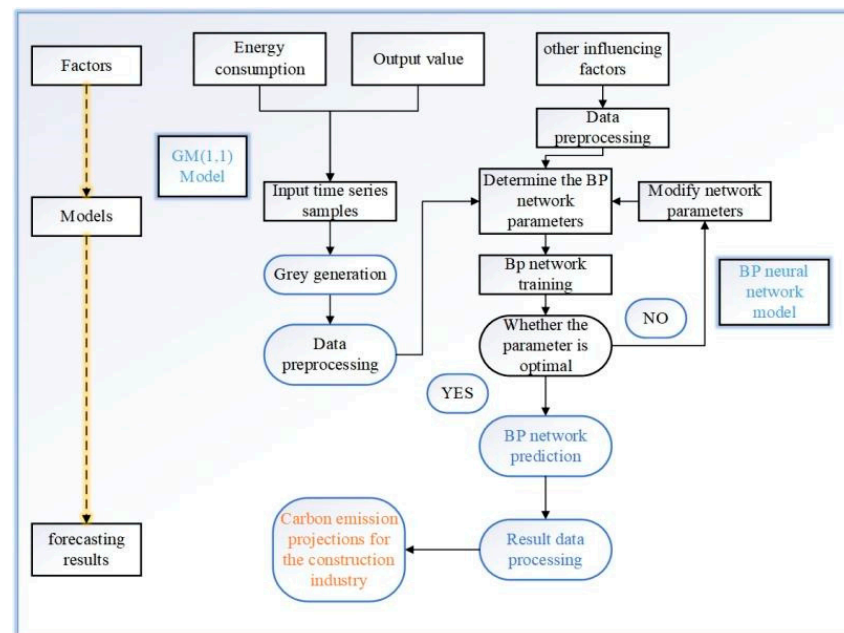 Factors
Energy
consumption
Output value
other influencing
factors
Data
preprocessing
GM(1,1)
Model
Models
Input time series
samples
Determine the BP
network
parameters
Modify network
parameters
Grey generation
Bp network
training
BP neural
network
model
Data
preprocessing
Whether the
parameter is
optimal
NO
YES
BP network
prediction
forecasting
results
Carbon emission
projections for
the construction
industry
Result data
processing